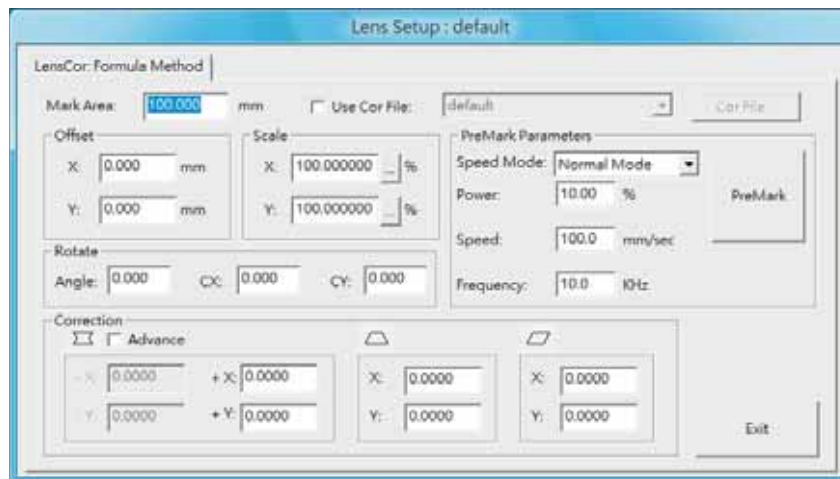 Lens Setup : default
LensCor: Formula Method
Mark Area: 100.000 mm Use Cor File: default Cor File
Offset
X: 0.000 mm
Y: 0.000 mm
Scale
X: 100.000000 ... %
Y: 100.000000 ... %
PreMark Parameters
Speed Mode: Normal Mode
Power: 10.00 %
Speed: 100.0 mm/sec
Frequency: 10.0 KHz
PreMark
Rotate
Angle: 0.000 CX: 0.000 CY: 0.000
Correction
Advance
- X: 0.0000 + X: 0.0000
- Y: 0.0000 + Y: 0.0000
X: 0.0000
Y: 0.0000
X: 0.0000
Y: 0.0000
Exit